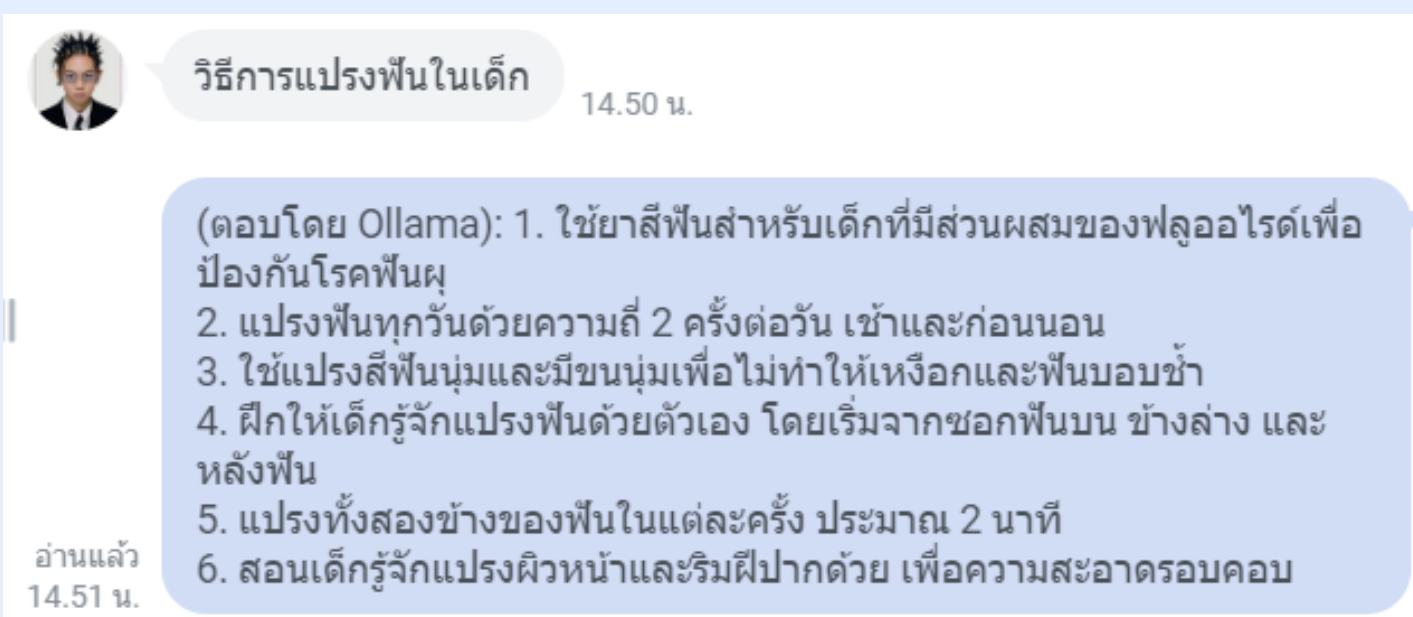 วิธีการแปรงฟันในเด็ก
14.50 น.
(ตอบโดย Ollama): 1. ใช้ยาสีฟันสำหรับเด็กที่มีส่วนผสมของฟลูออไรด์เพื่อ
ป้องกันโรคฟันผุ
2. แปรงฟันทุกวันด้วยความถี่ 2 ครั้งต่อวัน เช้าและก่อนนอน
3. ใช้แปรงสีฟันนุ่มและมีขนนุ่มเพื่อไม่ทำให้เหงือกและฟันบอบช้ำ
4. ฝึกให้เด็กรู้จักแปรงฟันด้วยตัวเอง โดยเริ่มจากซอกฟันบน ข้างล่าง และ
หลังฟัน
5. แปรงทั้งสองข้างของฟันในแต่ละครั้ง ประมาณ 2 นาที
6. สอนเด็กรู้จักแปรงผิวหน้าและริมฝีปากด้วย เพื่อความสะอาดรอบคอบ
อ่านแล้ว
14.51 น.